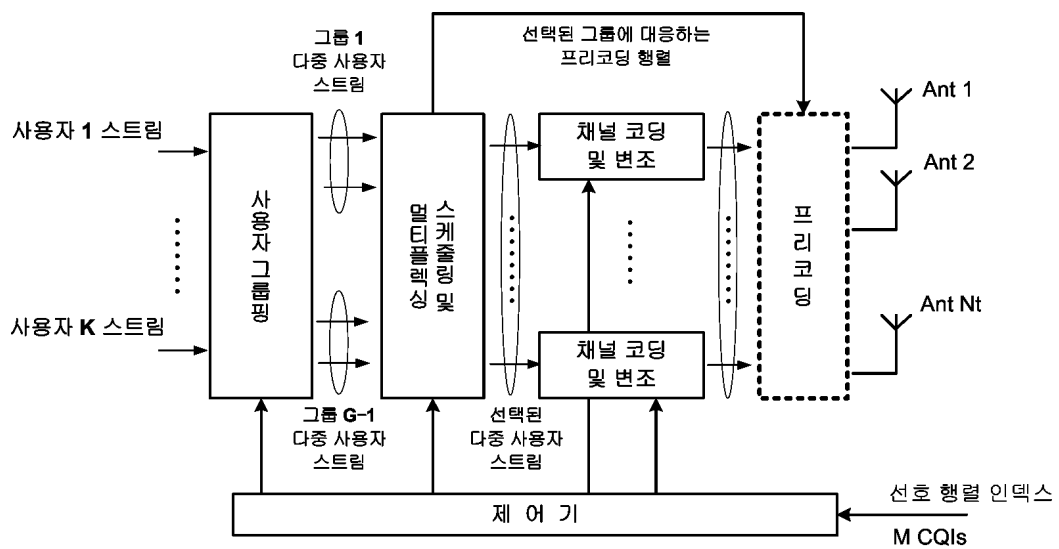 그룹 1
다중 사용자
스트림
선택된 그룹에 대응하는
프리코딩 행렬
사용자 1 스트림
사용자 K 스트림
사용자 그룹핑
스케줄링 및
멀티플렉싱
채널 코딩
및 변조
채널 코딩
및 변조
프리코딩
Ant 1
Ant 2
Ant Nt
그룹 G-1
다중 사용자
스트림
선택된
다중 사용자
스트림
제 어 기
선호 행렬 인덱스
M CQIs